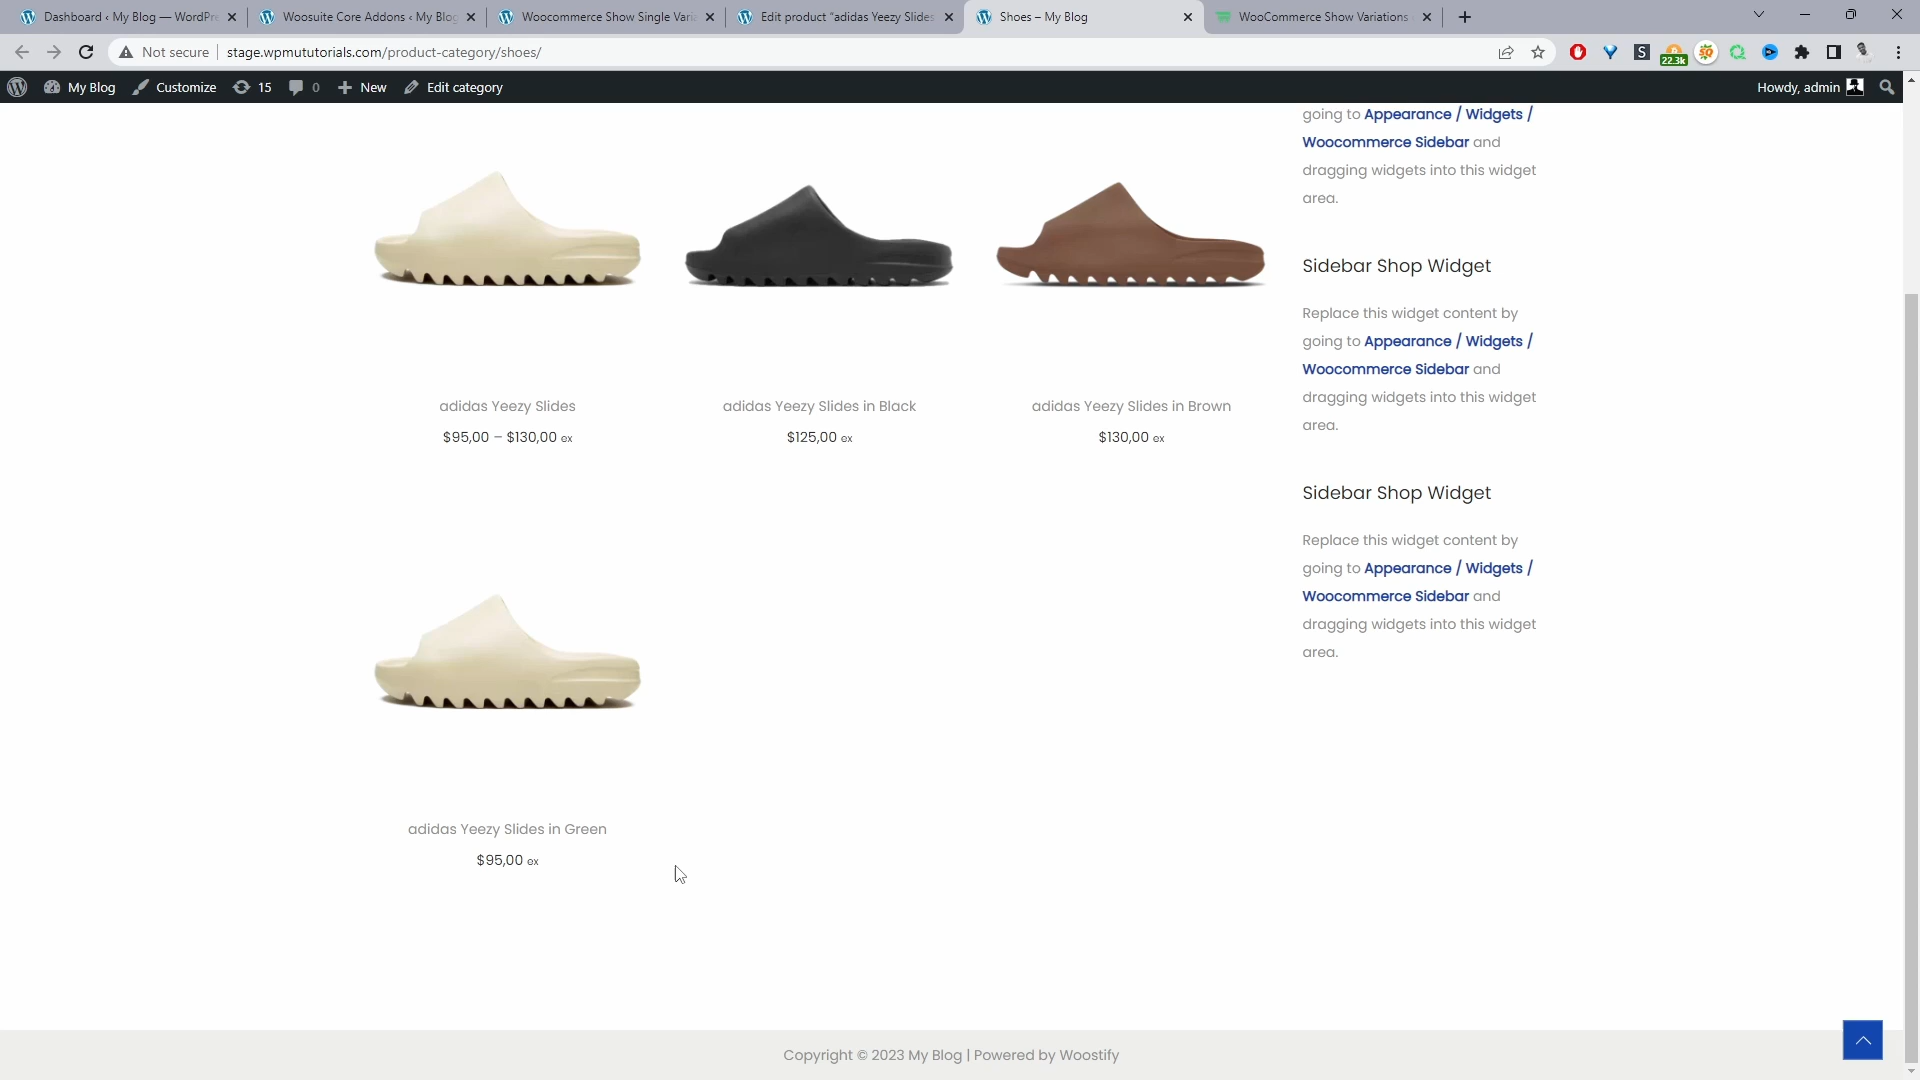 Dashboard ‹ My Blog — WordPre
Woosuite Core Addons ‹ My Blog
Woocommerce Show Single Varia
Edit product "adidas Yeezy Slides
Shoes – My Blog
WooCommerce Show Variations
Not secure
stage.wpmututorials.com/product-category/shoes/
22.3k
My Blog
Customize
15
0
New
Edit category
Howdy, admin
going to Appearance / Widgets /
Woocommerce Sidebar and
dragging widgets into this widget
area.
Sidebar Shop Widget
Replace this widget content by
going to Appearance / Widgets /
Woocommerce Sidebar and
dragging widgets into this widget
area.
adidas Yeezy Slides
$95,00 – $130,00 ex
adidas Yeezy Slides in Black
$125,00 ex
adidas Yeezy Slides in Brown
$130,00 ex
Sidebar Shop Widget
Replace this widget content by
going to Appearance / Widgets /
Woocommerce Sidebar and
dragging widgets into this widget
area.
adidas Yeezy Slides in Green
$95,00 ex
Copyright © 2023 My Blog | Powered by Woostify